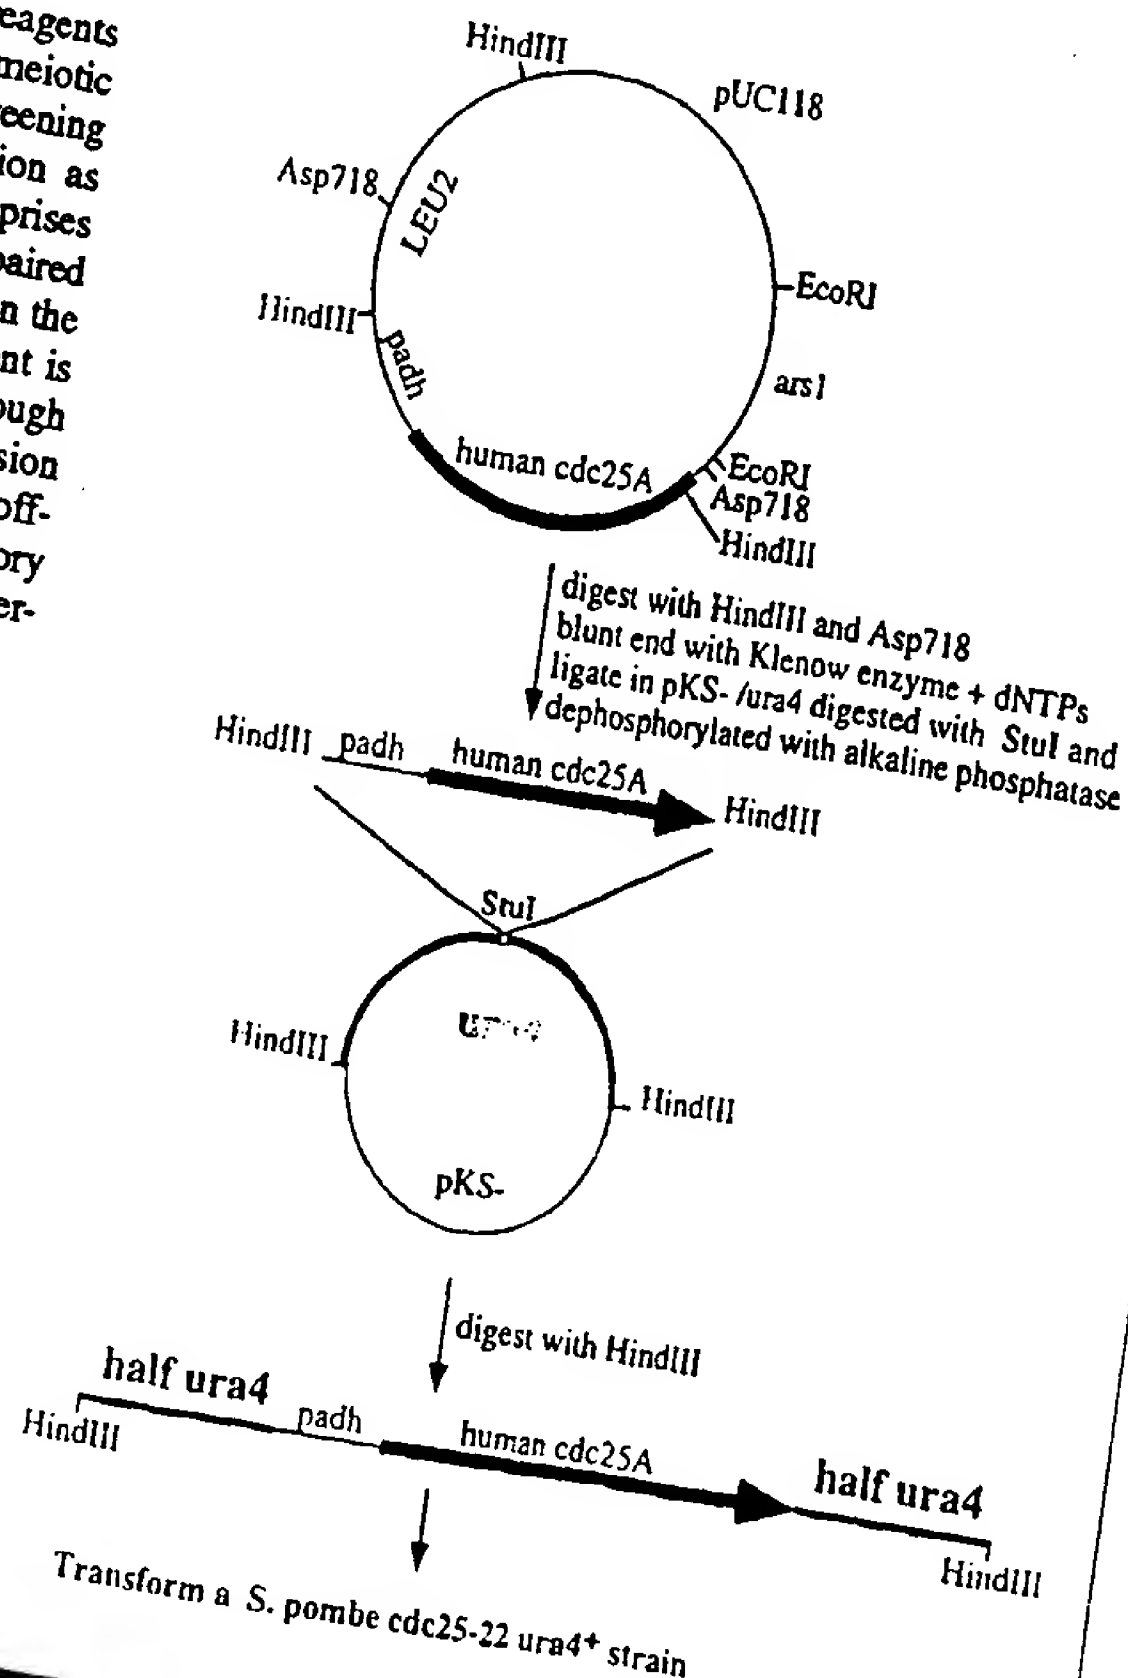 eagents
meiotic
eening
ion as
prises
paired
n the
nt is
ough
sion
off-
ory
er-
HindIII
pUC118
Asp718
LEU2
HindIII
EcoRI
padh
ars1
human cdc25A
EcoRI
Asp718
HindIII
digest with HindIII and Asp718
blunt end with Klenow enzyme + dNTPs
ligate in pKS- /ura4 digested with StuI and
dephosphorylated with alkaline phosphatase
HindIII padh human cdc25A HindIII
StuI
ura4
HindIII
HindIII
pKS-
digest with HindIII
half ura4 padh human cdc25A half ura4
HindIII
HindIII
Transform a S. pombe cdc25-22 ura4+ strain